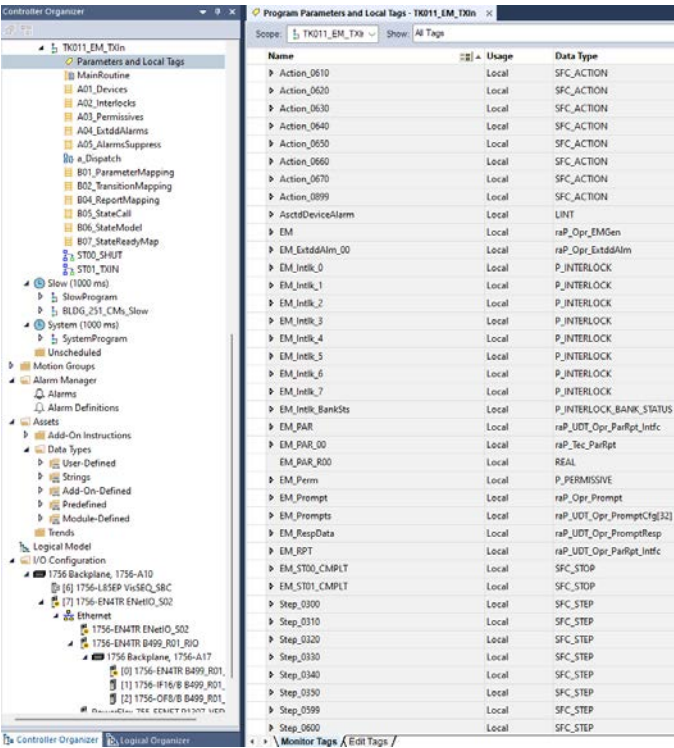 Controller Organizer
TK011_EM_TXIn
Parameters and Local Tags
MainRoutine
A01_Devices
A02_Interlocks
A03_Permissives
A04_ExtddAlarms
A05_AlarmsSuppress
a_Dispatch
B01_ParameterMapping
B02_TransitionMapping
B04_ReportMapping
B05_StateCall
B06_StateModel
B07_StateReadyMap
ST00_SHUT
ST01_TXIN
Slow (1000 ms)
SlowProgram
BLDG_251_CMs_Slow
System (1000 ms)
SystemProgram
Unscheduled
Motion Groups
Alarm Manager
Alarms
Alarm Definitions
Assets
Add-On Instructions
Data Types
User-Defined
Strings
Add-On-Defined
Predefined
Module-Defined
Trends
Logical Model
I/O Configuration
1756 Backplane, 1756-A10
[6] 1756-L85EP VisSEQ_SBC
[7] 1756-EN4TR ENetIO_S02
Ethernet
1756-EN4TR ENetIO_S02
1756-EN4TR B499_R01_RIO
1756 Backplane, 1756-A17
[0] 1756-EN4TR B499_R01_
[1] 1756-IF16/B B499_R01_
[2] 1756-OF8/B B499_R01_
Controller Organizer Logical Organizer
Program Parameters and Local Tags - TK011_EM_TXIn
Scope: TK011_EM_TXIr Show: All Tags
Name Usage Data Type
Action_0610 Local SFC_ACTION
Action_0620 Local SFC_ACTION
Action_0630 Local SFC_ACTION
Action_0640 Local SFC_ACTION
Action_0650 Local SFC_ACTION
Action_0660 Local SFC_ACTION
Action_0670 Local SFC_ACTION
Action_0899 Local SFC_ACTION
AsctdDeviceAlarm Local LINT
EM Local raP_Opr_EMGen
EM_ExtddAlm_00 Local raP_Opr_ExtddAlm
EM_Intlk_0 Local P_INTERLOCK
EM_Intlk_1 Local P_INTERLOCK
EM_Intlk_2 Local P_INTERLOCK
EM_Intlk_3 Local P_INTERLOCK
EM_Intlk_4 Local P_INTERLOCK
EM_Intlk_5 Local P_INTERLOCK
EM_Intlk_6 Local P_INTERLOCK
EM_Intlk_7 Local P_INTERLOCK
EM_Intlk_BankSts Local P_INTERLOCK_BANK_STATUS
EM_PAR Local raP_UDT_Opr_ParRpt_Intfc
EM_PAR_00 Local raP_Tec_ParRpt
EM_PAR_R00 Local REAL
EM_Perm Local P_PERMISSIVE
EM_Prompt Local raP_Opr_Prompt
EM_Prompts Local raP_UDT_Opr_PromptCfg[32]
EM_RespData Local raP_UDT_Opr_PromptResp
EM_RPT Local raP_UDT_Opr_ParRpt_Intfc
EM_ST00_CMPLT Local SFC_STOP
EM_ST01_CMPLT Local SFC_STOP
Step_0300 Local SFC_STEP
Step_0310 Local SFC_STEP
Step_0320 Local SFC_STEP
Step_0330 Local SFC_STEP
Step_0340 Local SFC_STEP
Step_0350 Local SFC_STEP
Step_0599 Local SFC_STEP
Step_0600 Local SFC_STEP
Monitor Tags Edit Tags